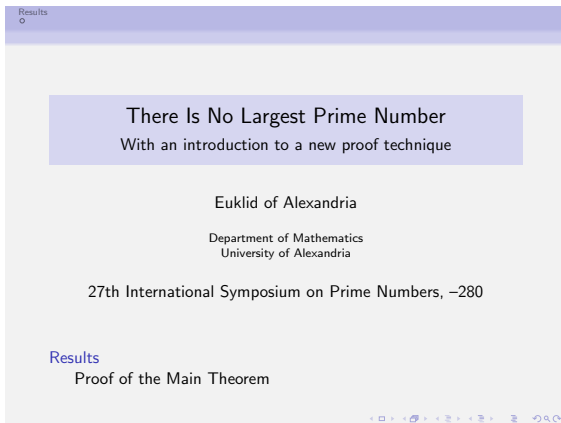 Results
There Is No Largest Prime Number
With an introduction to a new proof technique
Euklid of Alexandria
Department of Mathematics
University of Alexandria
27th International Symposium on Prime Numbers, –280
Results
Proof of the Main Theorem